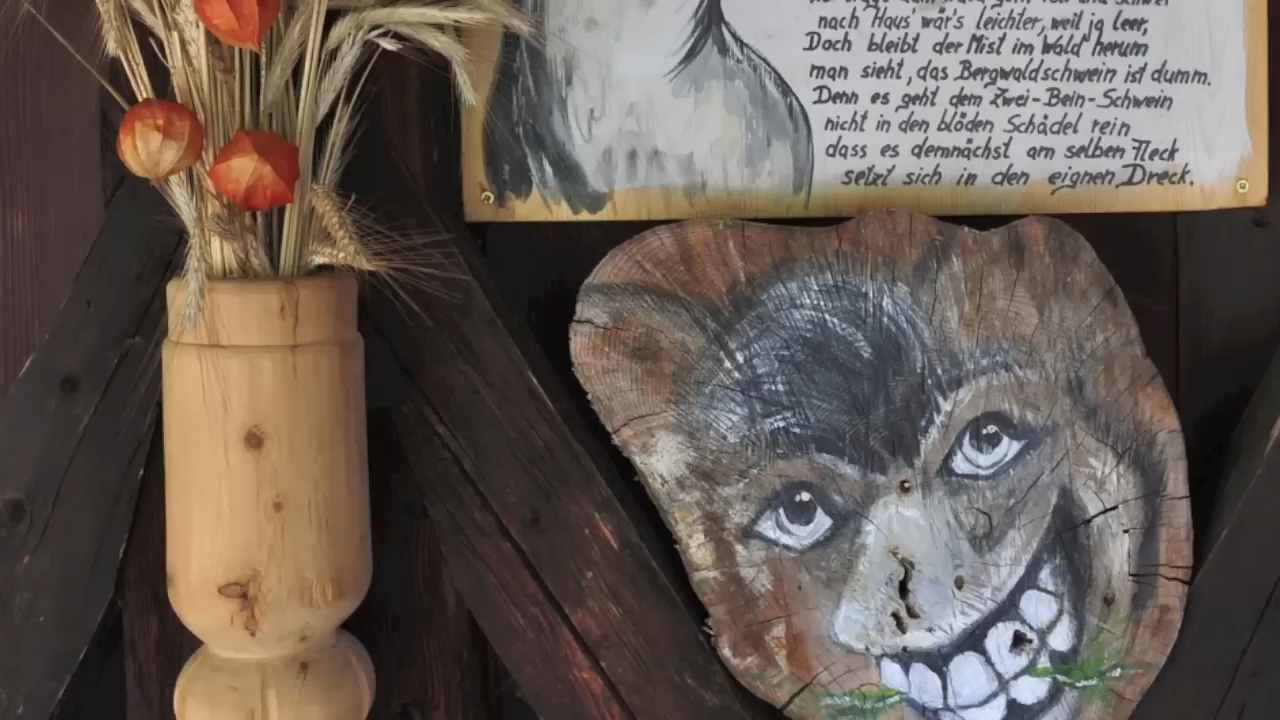 nach Haus' wär's leichter, weil ja leer,
Doch bleibt der Mist im Wald herum
man sieht, das Bergwaldschwein ist dumm.
Denn es geht dem Zwei-Bein-Schwein
nicht in den blöden Schädel rein
dass es demnächst am selben Fleck
setzt sich in den eignen Dreck.